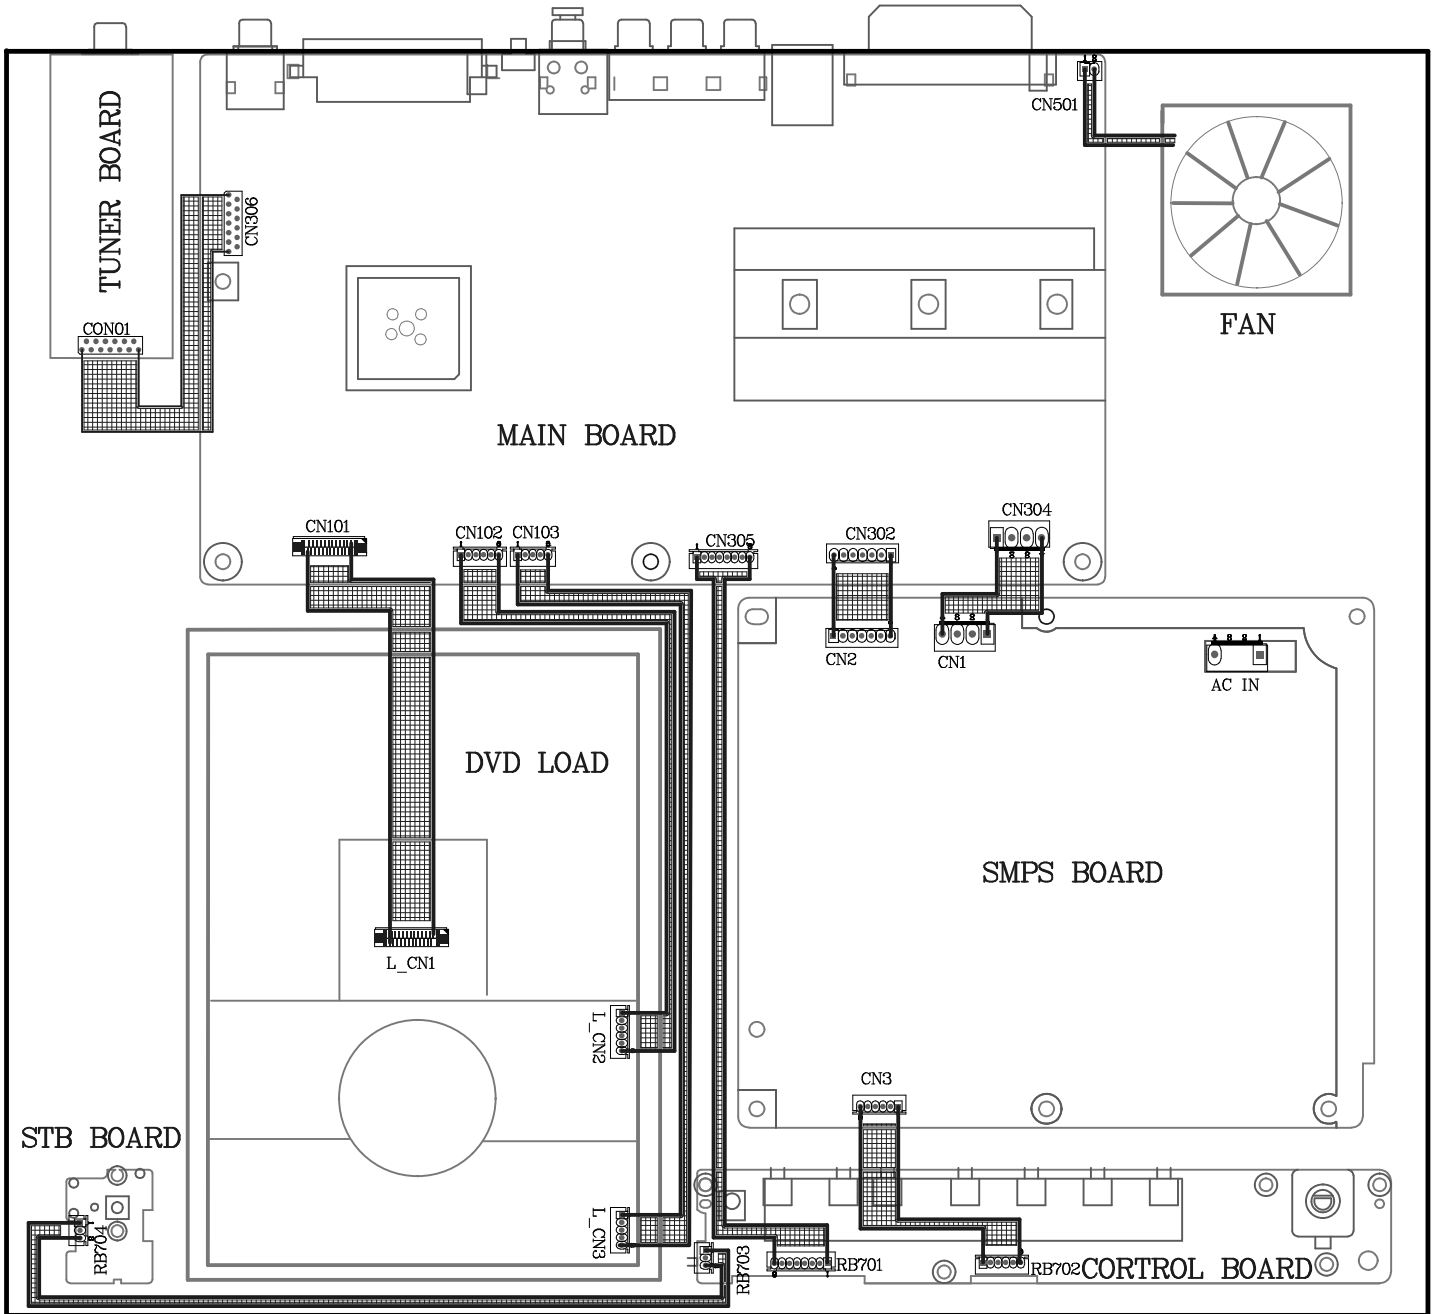 CN501
TUNER BOARD
CN306
FAN
CON01
MAIN BOARD
CN304
CN101
CN102
CN103
CN305
CN302
CN2
CN1
AC IN
DVD LOAD
SMPS BOARD
L_CN1
L_CN2
CN3
STB BOARD
L_CN3
RB704
RB703
RB701
RB702
CORTROL BOARD